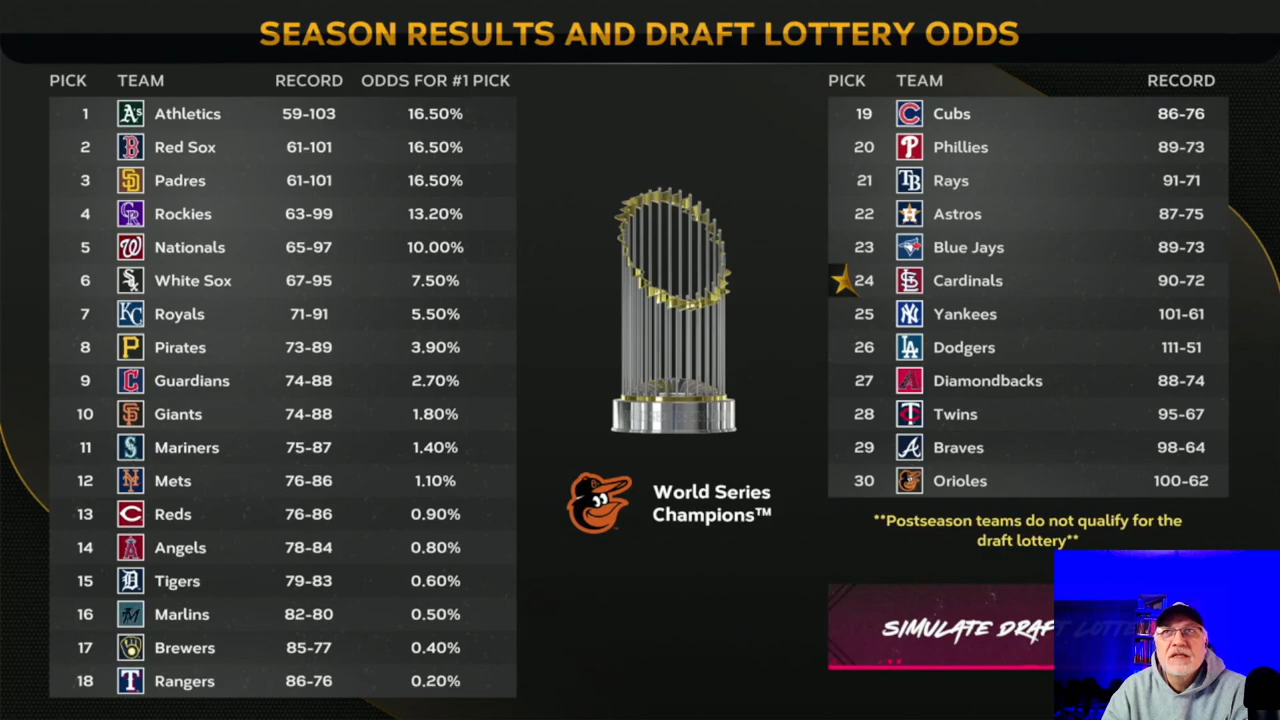 SEASON RESULTS AND DRAFT LOTTERY ODDS
PICK TEAM RECORD ODDS FOR #1 PICK
1 Athletics 59-103 16.50%
2 Red Sox 61-101 16.50%
3 Padres 61-101 16.50%
4 Rockies 63-99 13.20%
5 Nationals 65-97 10.00%
6 White Sox 67-95 7.50%
7 Royals 71-91 5.50%
8 Pirates 73-89 3.90%
9 Guardians 74-88 2.70%
10 Giants 74-88 1.80%
11 Mariners 75-87 1.40%
12 Mets 76-86 1.10%
13 Reds 76-86 0.90%
14 Angels 78-84 0.80%
15 Tigers 79-83 0.60%
16 Marlins 82-80 0.50%
17 Brewers 85-77 0.40%
18 Rangers 86-76 0.20%
World Series
Champions™
PICK TEAM RECORD
19 Cubs 86-76
20 Phillies 89-73
21 Rays 91-71
22 Astros 87-75
23 Blue Jays 89-73
24 Cardinals 90-72
25 Yankees 101-61
26 Dodgers 111-51
27 Diamondbacks 88-74
28 Twins 95-67
29 Braves 98-64
30 Orioles 100-62
**Postseason teams do not qualify for the
draft lottery**
SIMULATE DRAFT LOTTE